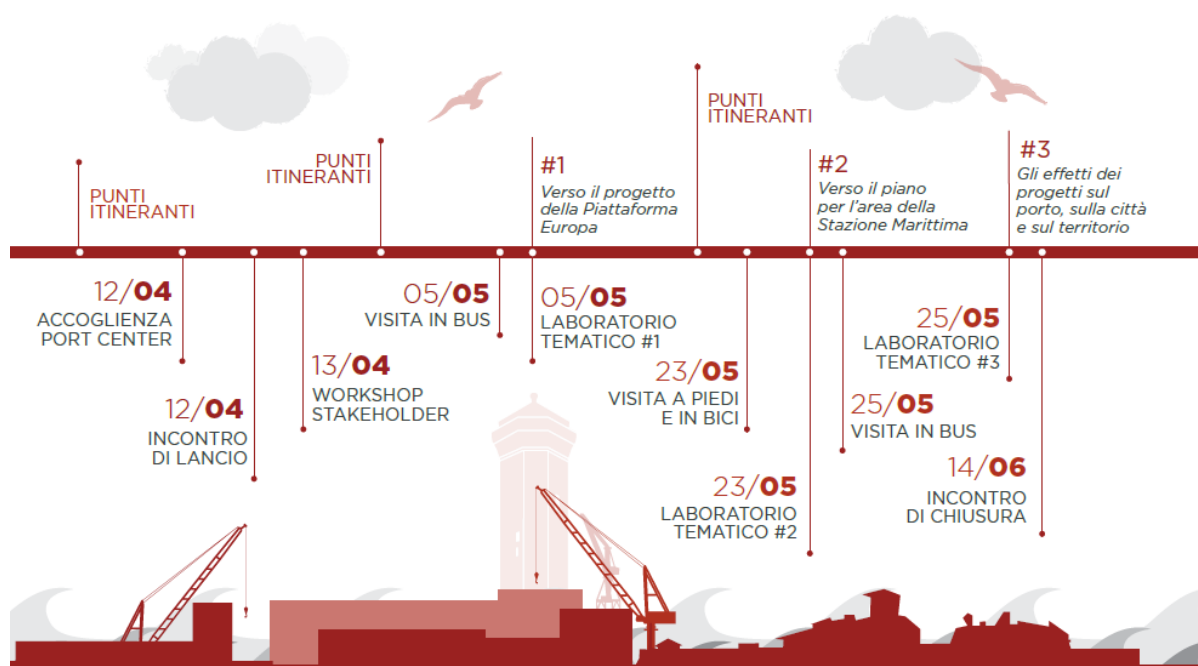 PUNTI
ITINERANTI
PUNTI
ITINERANTI
#1
Verso il progetto
della Piattaforma
Europa
PUNTI
ITINERANTI
#2
Verso il piano
per l'area della
Stazione Marittima
#3
Gli effetti dei
progetti sul
porto, sulla città
e sul territorio
12/04
ACCOGLIENZA
PORT CENTER
12/04
INCONTRO
DI LANCIO
13/04
WORKSHOP
STAKEHOLDER
05/05
VISITA IN BUS
05/05
LABORATORIO
TEMATICO #1
23/05
VISITA A PIEDI
E IN BICI
23/05
LABORATORIO
TEMATICO #2
25/05
VISITA IN BUS
25/05
LABORATORIO
TEMATICO #3
14/06
INCONTRO
DI CHIUSURA